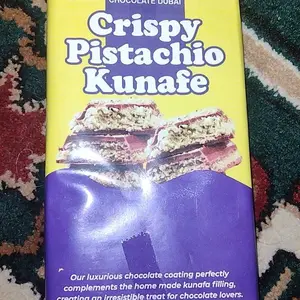 CHOCOLATE DUBAI
Crispy
Pistachio
Kunafe
Our luxurious chocolate coating perfectly
complements the home made kunafa filling,
creating an irresistible treat for chocolate lovers.